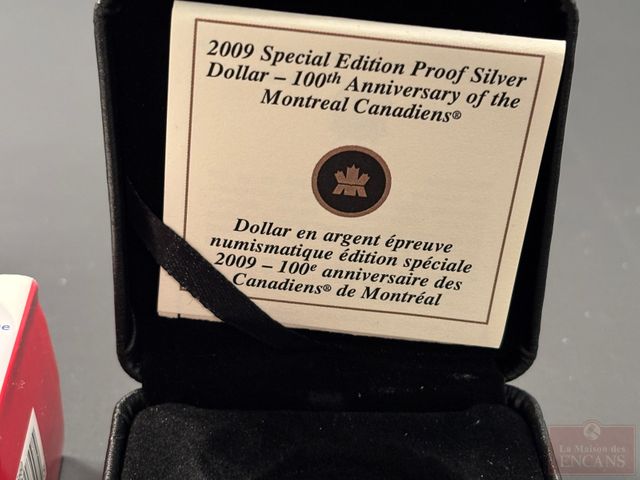 2009 Special Edition Proof Silver
Dollar – 100th Anniversary of the
Montreal Canadiens®
Dollar en argent épreuve
numismatique édition spéciale
2009 – 100e anniversaire des
Canadiens® de Montréal
La Maison des
ENCANS